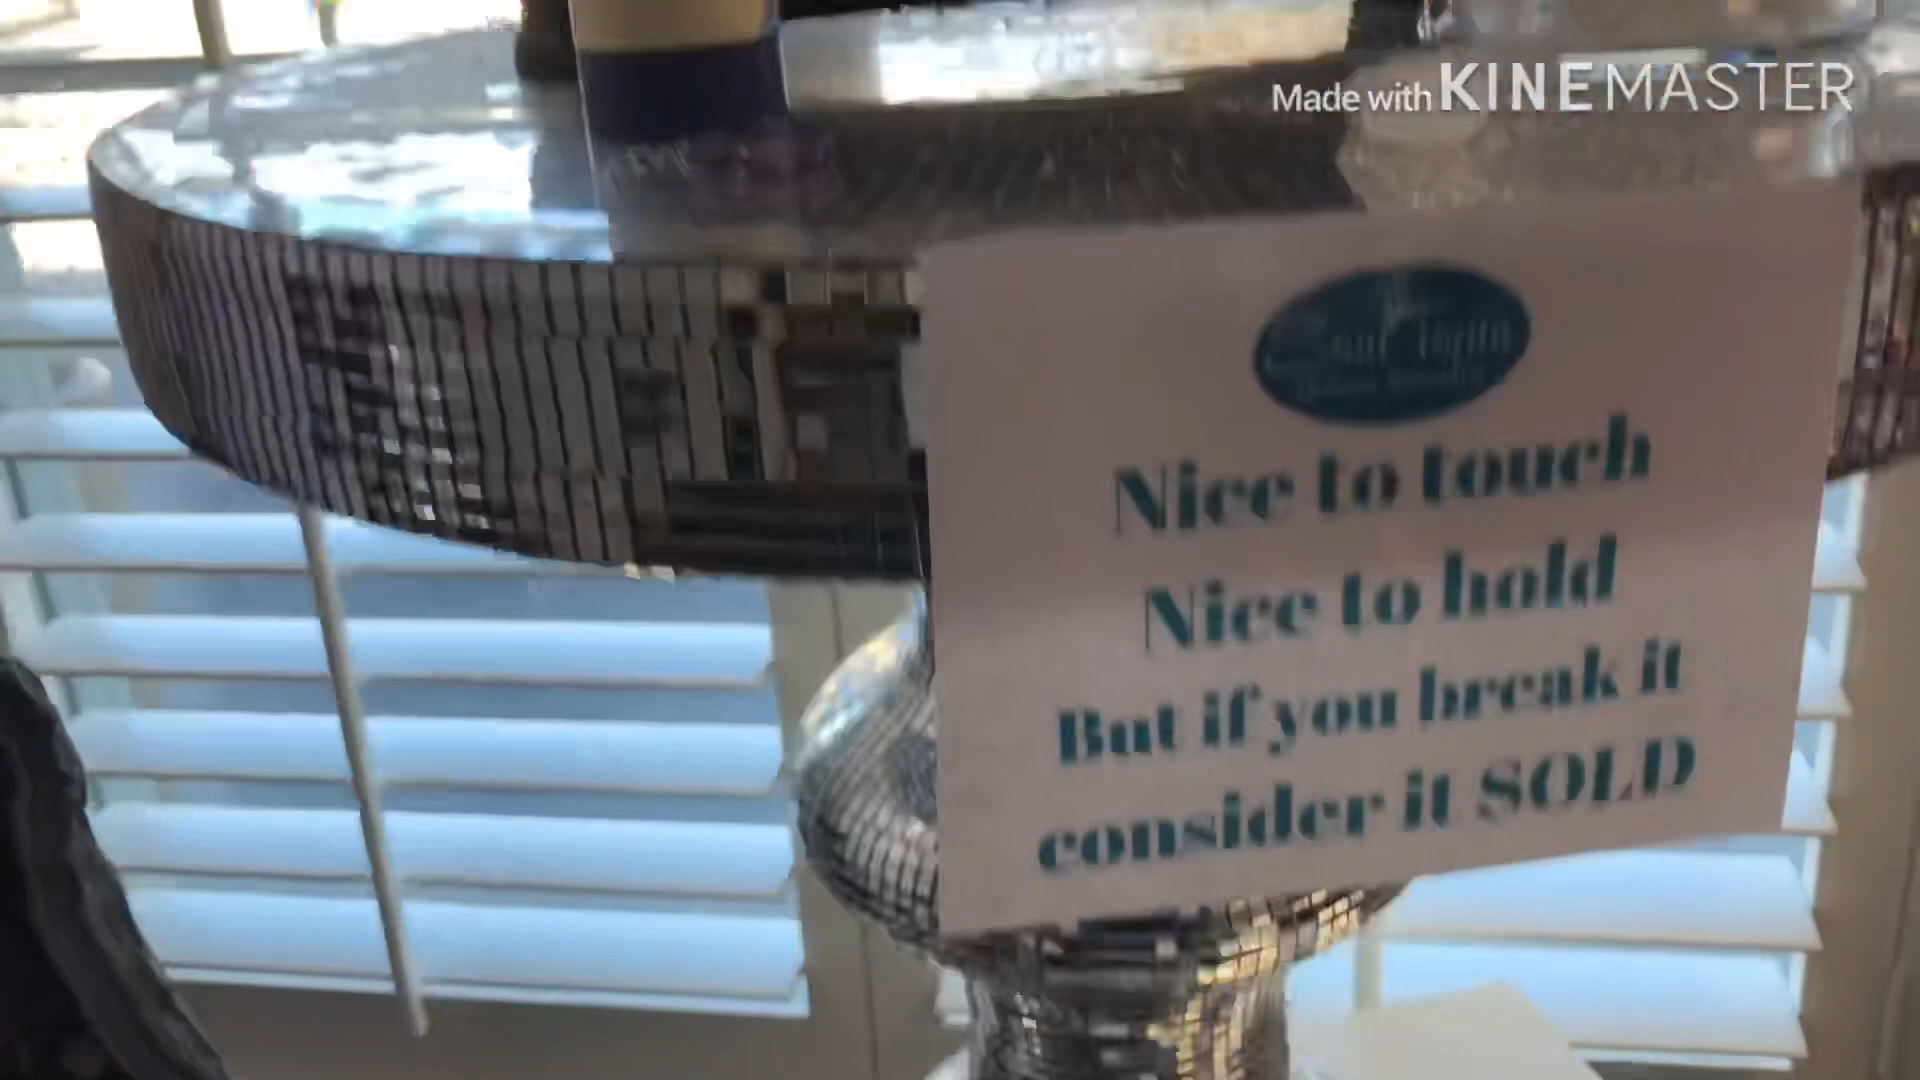 Made with KINEMASTER
Nice to touch
Nice to hold
But if you break it
consider it SOLD